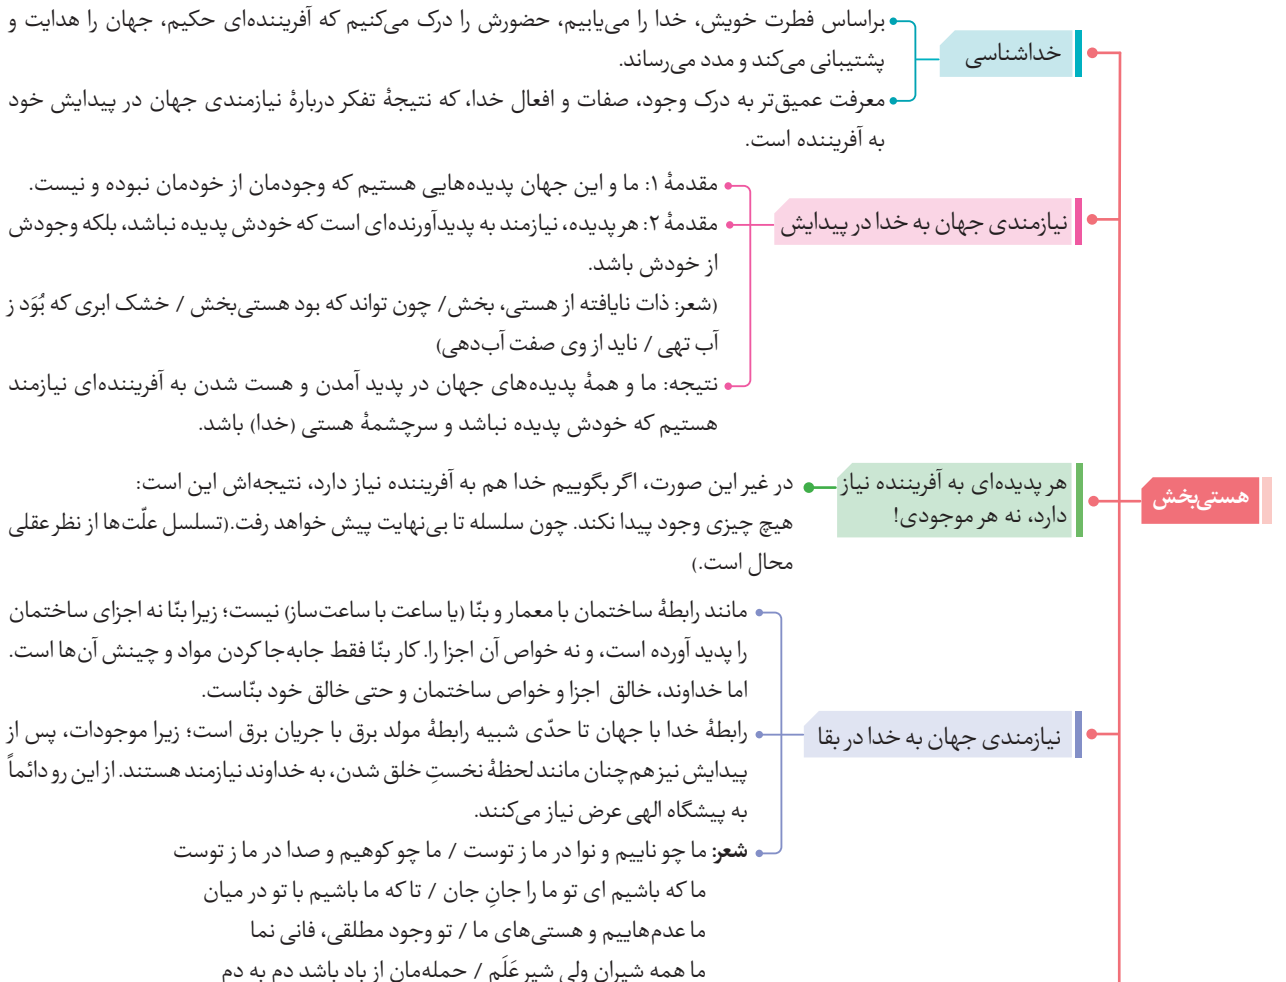 هستی‌بخش
خداشناسی
براساس فطرت خویش، خدا را می‌یابیم، حضورش را درک می‌کنیم که آفریننده‌ای حکیم، جهان را هدایت و
پشتیبانی می‌کند و مدد می‌رساند.
معرفت عمیق‌تر به درک وجود، صفات و افعال خدا، که نتیجهٔ تفکر دربارهٔ نیازمندی جهان در پیدایش خود
به آفریننده است.
نیازمندی جهان به خدا در پیدایش
مقدمهٔ ۱: ما و این جهان پدیده‌هایی هستیم که وجودمان از خودمان نبوده و نیست.
مقدمهٔ ۲: هر پدیده، نیازمند به پدیدآورنده‌ای است که خودش پدیده نباشد، بلکه وجودش
از خودش باشد.
(شعر: ذات نایافته از هستی، بخش/ چون تواند که بود هستی‌بخش / خشک ابری که بُوَد ز
آب تهی / ناید از وی صفت آب‌دهی)
نتیجه: ما و همهٔ پدیده‌های جهان در پدید آمدن و هست شدن به آفریننده‌ای نیازمند
هستیم که خودش پدیده نباشد و سرچشمهٔ هستی (خدا) باشد.
هر پدیده‌ای به آفریننده نیاز
دارد، نه هر موجودی!
در غیر این صورت، اگر بگوییم خدا هم به آفریننده نیاز دارد، نتیجه‌اش این است:
هیچ چیزی وجود پیدا نکند. چون سلسله تا بی‌نهایت پیش خواهد رفت.(تسلسل علّت‌ها از نظر عقلی
محال است.)
نیازمندی جهان به خدا در بقا
مانند رابطهٔ ساختمان با معمار و بنّا (یا ساعت با ساعت‌ساز) نیست؛ زیرا بنّا نه اجزای ساختمان
را پدید آورده است، و نه خواص آن اجزا را. کار بنّا فقط جابه‌جا کردن مواد و چینش آن‌ها است.
اما خداوند، خالق اجزا و خواص ساختمان و حتی خالق خود بنّاست.
رابطهٔ خدا با جهان تا حدّی شبیه رابطهٔ مولد برق با جریان برق است؛ زیرا موجودات، پس از
پیدایش نیز هم‌چنان مانند لحظهٔ نخستِ خلق شدن، به خداوند نیازمند هستند. از این رو دائماً
به پیشگاه الهی عرض نیاز می‌کنند.
شعر: ما چو ناییم و نوا در ما ز توست / ما چو کوهیم و صدا در ما ز توست
ما که باشیم ای تو ما را جانِ جان / تا که ما باشیم با تو در میان
ما عدم‌هاییم و هستی‌های ما / تو وجود مطلقی، فانی نما
ما همه شیران ولی شیر عَلَم / حمله‌مان از باد باشد دم به دم